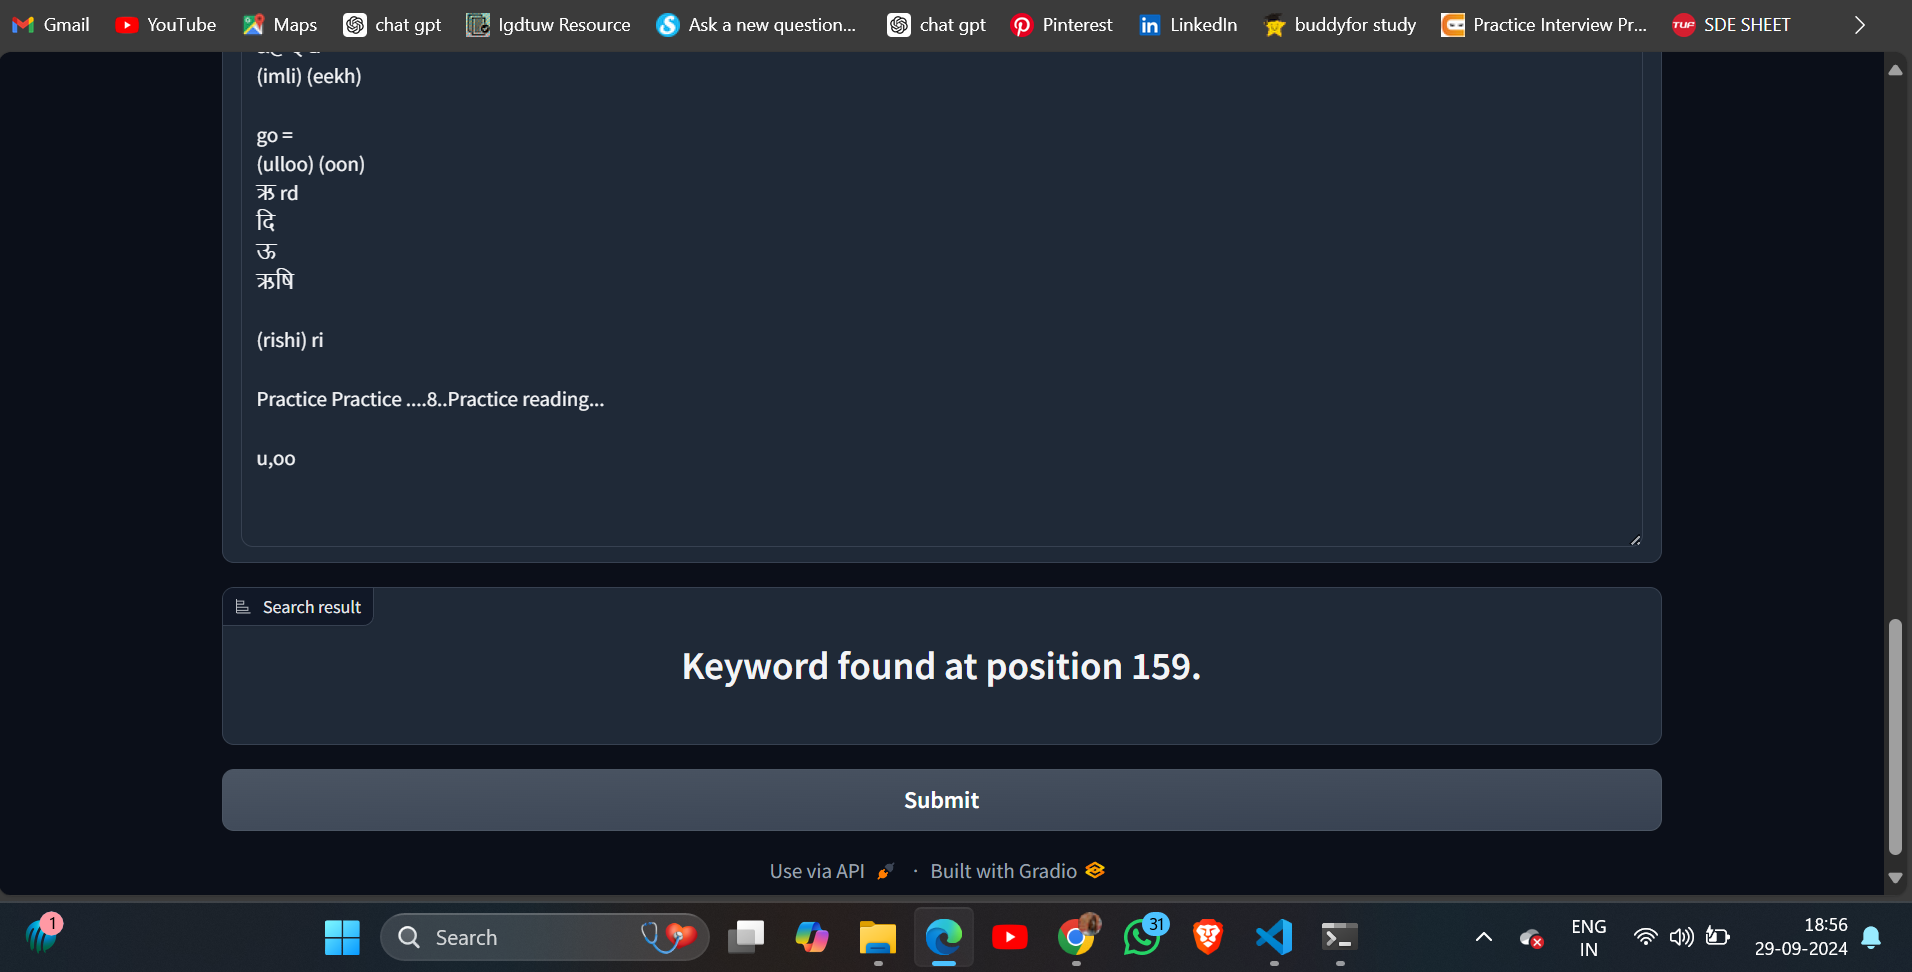 Gmail YouTube Maps chat gpt Igdtuw Resource Ask a new question... chat gpt Pinterest LinkedIn buddyfor study Practice Interview Pr... TUF SDE SHEET
(imli) (eekh)
go =
(ulloo) (oon)
ऋ rd
दि
ऊ
ऋषि
(rishi) ri
Practice Practice ....8..Practice reading...
u,oo
Search result
Keyword found at position 159.
Submit
Use via API · Built with Gradio
1
Search
31
ENG
IN
18:56
29-09-2024